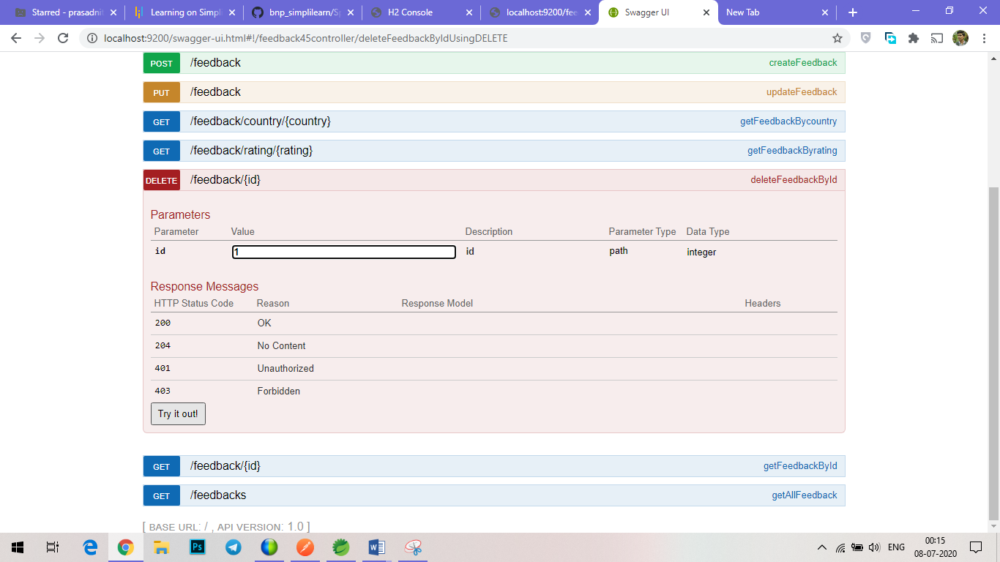 Starred - prasadnit
Learning on Simpl
bnp_simplilearn/Sp
H2 Console
localhost:9200/fee
Swagger UI
New Tab
localhost:9200/swagger-ui.html#!/feedback45controller/deleteFeedbackByIdUsingDELETE
POST /feedback createFeedback
PUT /feedback updateFeedback
GET /feedback/country/{country} getFeedbackBycountry
GET /feedback/rating/{rating} getFeedbackByrating
DELETE /feedback/{id} deleteFeedbackById
Parameters
Parameter Value Description Parameter Type Data Type
id 1 id path integer
Response Messages
HTTP Status Code Reason Response Model Headers
200 OK
204 No Content
401 Unauthorized
403 Forbidden
Try it out!
GET /feedback/{id} getFeedbackById
GET /feedbacks getAllFeedback
[ BASE URL: / , API VERSION: 1.0 ]
Ps
ENG
00:15
08-07-2020